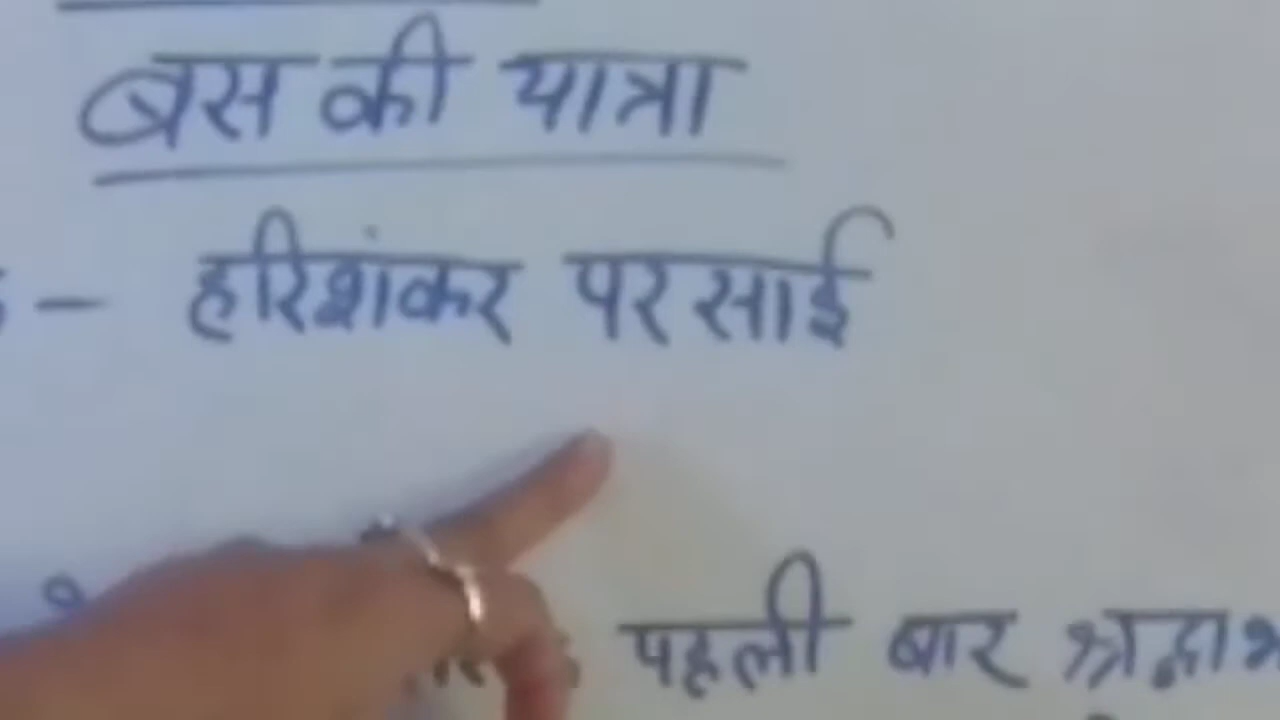 बस की यात्रा
– हरिशंकर परसाई
पहली बार